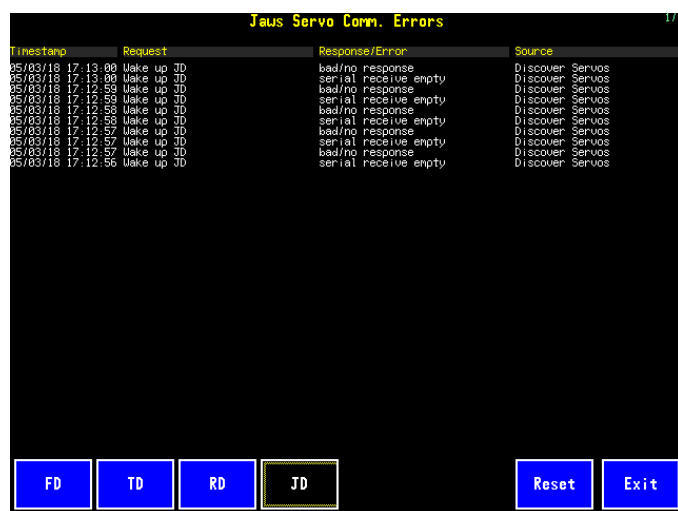 Jaws Servo Comm. Errors 1/
Timestamp Request Response/Error Source
05/03/18 17:13:00 Wake up JD bad/no response Discover Servos
05/03/18 17:13:00 Wake up JD serial receive empty Discover Servos
05/03/18 17:12:59 Wake up JD bad/no response Discover Servos
05/03/18 17:12:59 Wake up JD serial receive empty Discover Servos
05/03/18 17:12:58 Wake up JD bad/no response Discover Servos
05/03/18 17:12:58 Wake up JD serial receive empty Discover Servos
05/03/18 17:12:57 Wake up JD bad/no response Discover Servos
05/03/18 17:12:57 Wake up JD serial receive empty Discover Servos
05/03/18 17:12:57 Wake up JD bad/no response Discover Servos
05/03/18 17:12:56 Wake up JD serial receive empty Discover Servos
FD TD RD JD Reset Exit